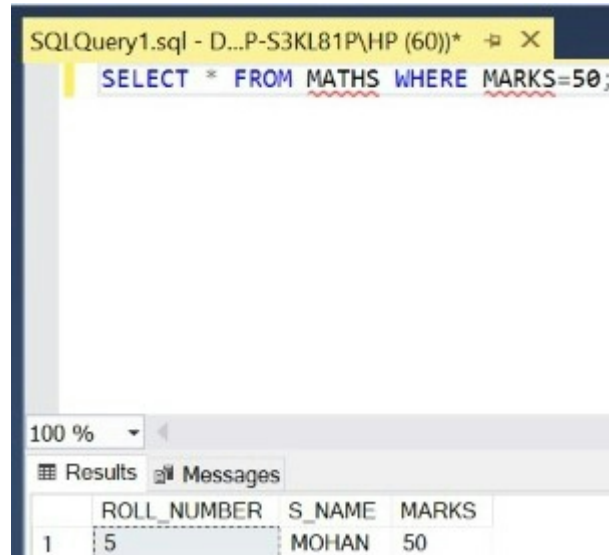 SQLQuery1.sql - D...P-S3KL81P\HP (60))*
SELECT * FROM MATHS WHERE MARKS=50;
100 %
Results Messages
ROLL_NUMBER S_NAME MARKS
1 5 MOHAN 50